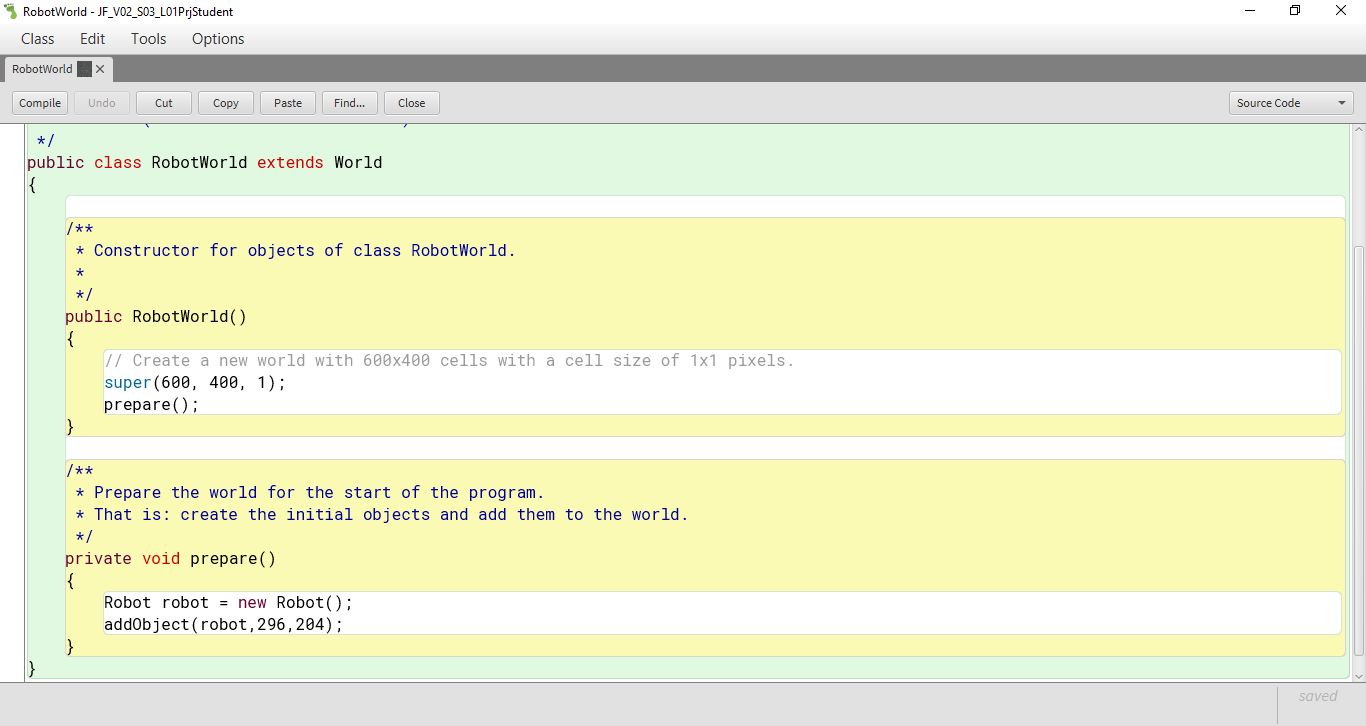 RobotWorld - JF_V02_S03_L01PrjStudent
Class Edit Tools Options
RobotWorld
Compile Undo Cut Copy Paste Find... Close Source Code
*/
public class RobotWorld extends World
{
/**
* Constructor for objects of class RobotWorld.
*
*/
public RobotWorld()
{
// Create a new world with 600x400 cells with a cell size of 1x1 pixels.
super(600, 400, 1);
prepare();
}
/**
* Prepare the world for the start of the program.
* That is: create the initial objects and add them to the world.
*/
private void prepare()
{
Robot robot = new Robot();
addObject(robot,296,204);
}
}
saved